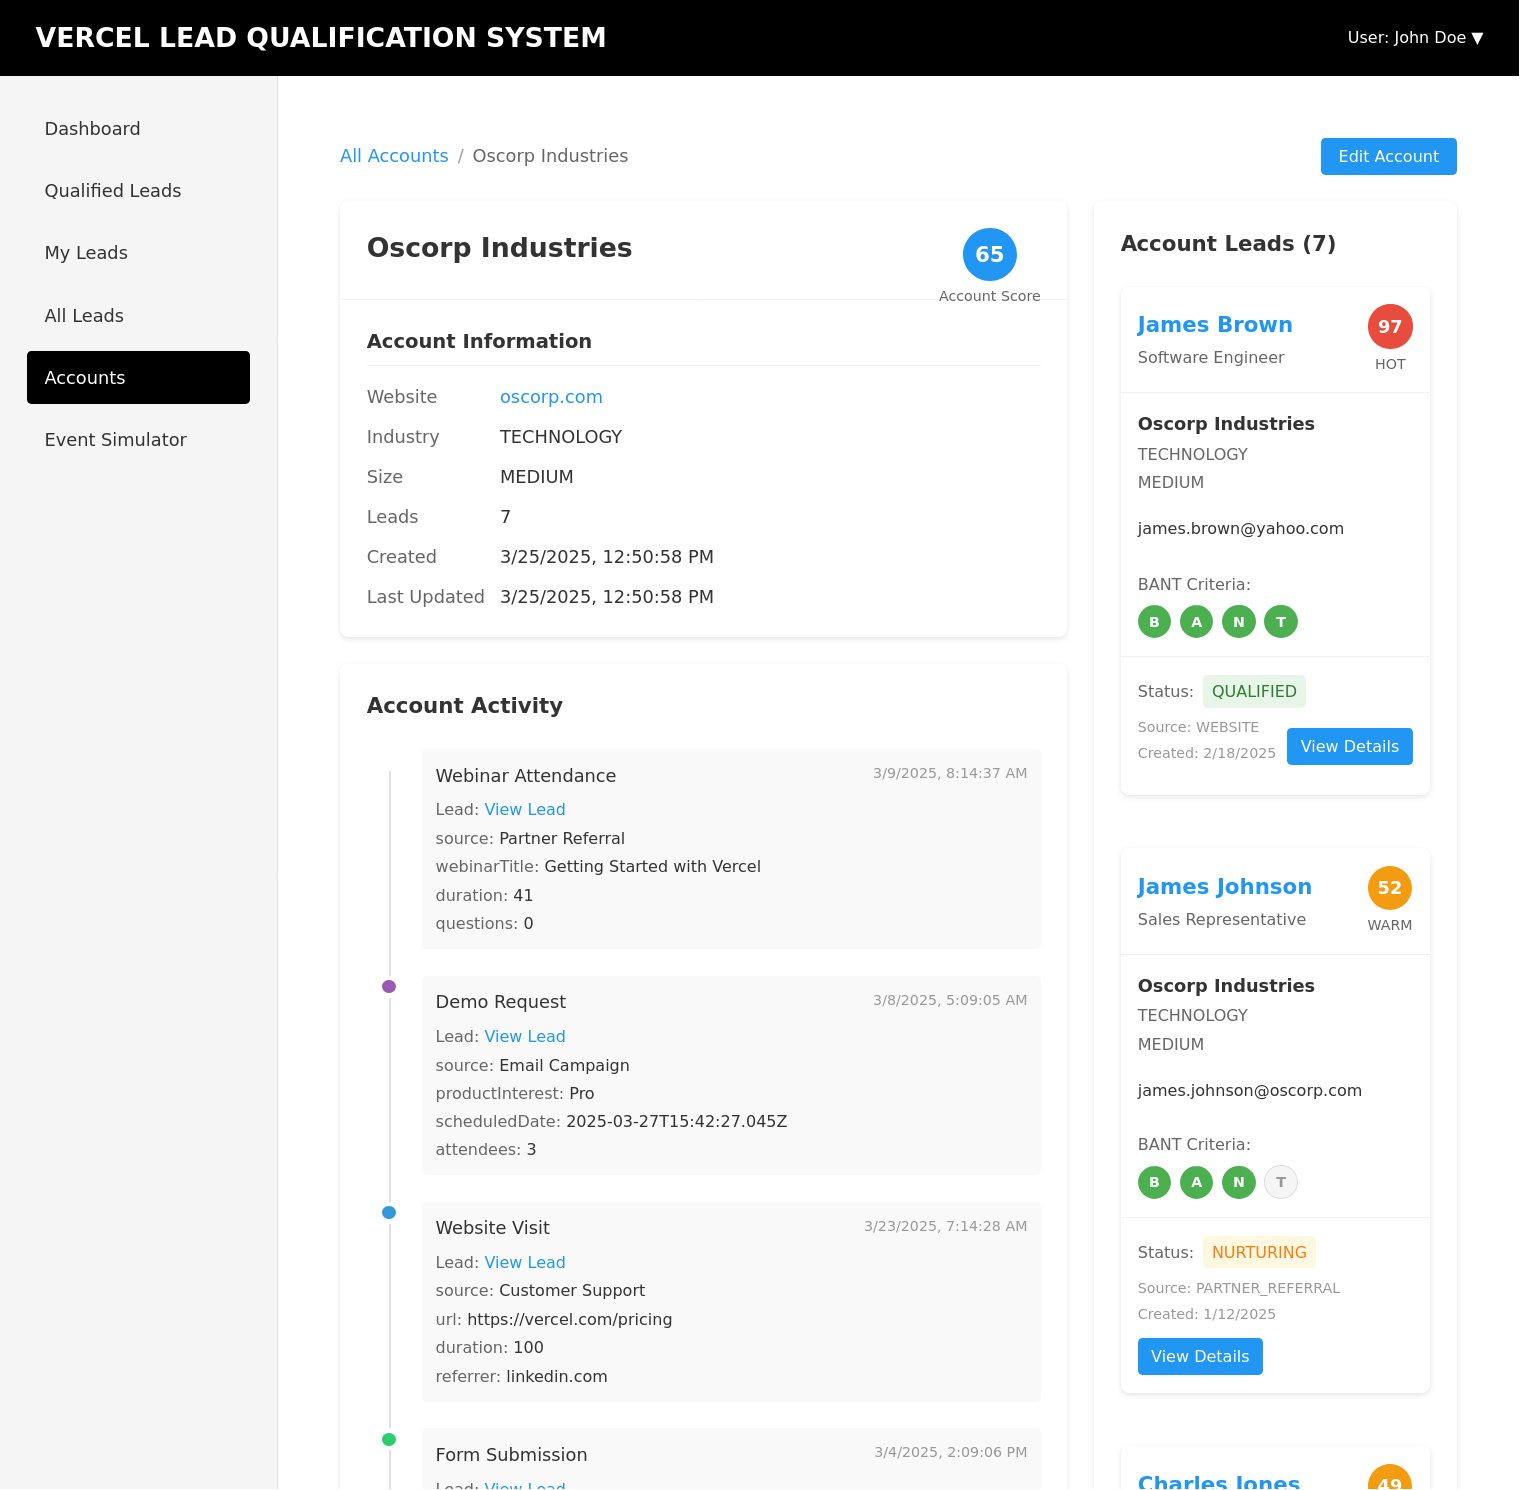 VERCEL LEAD QUALIFICATION SYSTEM
User: John Doe ▼
Dashboard
Qualified Leads
My Leads
All Leads
Accounts
Event Simulator
All Accounts / Oscorp Industries
Edit Account
Oscorp Industries
65
Account Score
Account Information
Website oscorp.com
Industry TECHNOLOGY
Size MEDIUM
Leads 7
Created 3/25/2025, 12:50:58 PM
Last Updated 3/25/2025, 12:50:58 PM
Account Activity
Webinar Attendance 3/9/2025, 8:14:37 AM
Lead: View Lead
source: Partner Referral
webinarTitle: Getting Started with Vercel
duration: 41
questions: 0
Demo Request 3/8/2025, 5:09:05 AM
Lead: View Lead
source: Email Campaign
productInterest: Pro
scheduledDate: 2025-03-27T15:42:27.045Z
attendees: 3
Website Visit 3/23/2025, 7:14:28 AM
Lead: View Lead
source: Customer Support
url: https://vercel.com/pricing
duration: 100
referrer: linkedin.com
Form Submission 3/4/2025, 2:09:06 PM
Lead: View Lead
Account Leads (7)
James Brown
97
Software Engineer
HOT
Oscorp Industries
TECHNOLOGY
MEDIUM
james.brown@yahoo.com
BANT Criteria:
B A N T
Status: QUALIFIED
Source: WEBSITE
Created: 2/18/2025
View Details
James Johnson
52
Sales Representative
WARM
Oscorp Industries
TECHNOLOGY
MEDIUM
james.johnson@oscorp.com
BANT Criteria:
B A N T
Status: NURTURING
Source: PARTNER_REFERRAL
Created: 1/12/2025
View Details
Charles Jones
49